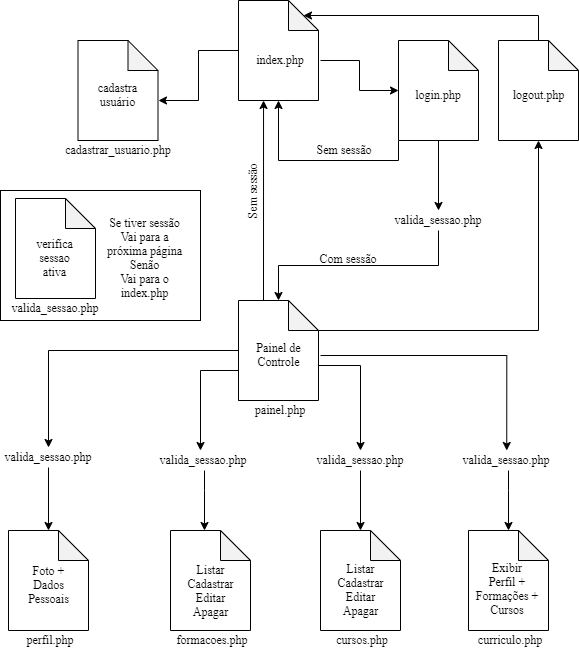 index.php
cadastra
usuário
cadastrar_usuario.php
login.php
logout.php
Sem sessão
Sem sessão
valida_sessao.php
verifica
sessao
ativa
valida_sessao.php
Se tiver sessão
Vai para a
próxima página
Senão
Vai para o
index.php
Com sessão
Painel de
Controle
painel.php
valida_sessao.php
valida_sessao.php
valida_sessao.php
valida_sessao.php
Foto +
Dados
Pessoais
perfil.php
Listar
Cadastrar
Editar
Apagar
formacoes.php
Listar
Cadastrar
Editar
Apagar
cursos.php
Exibir
Perfil +
Formações +
Cursos
curriculo.php